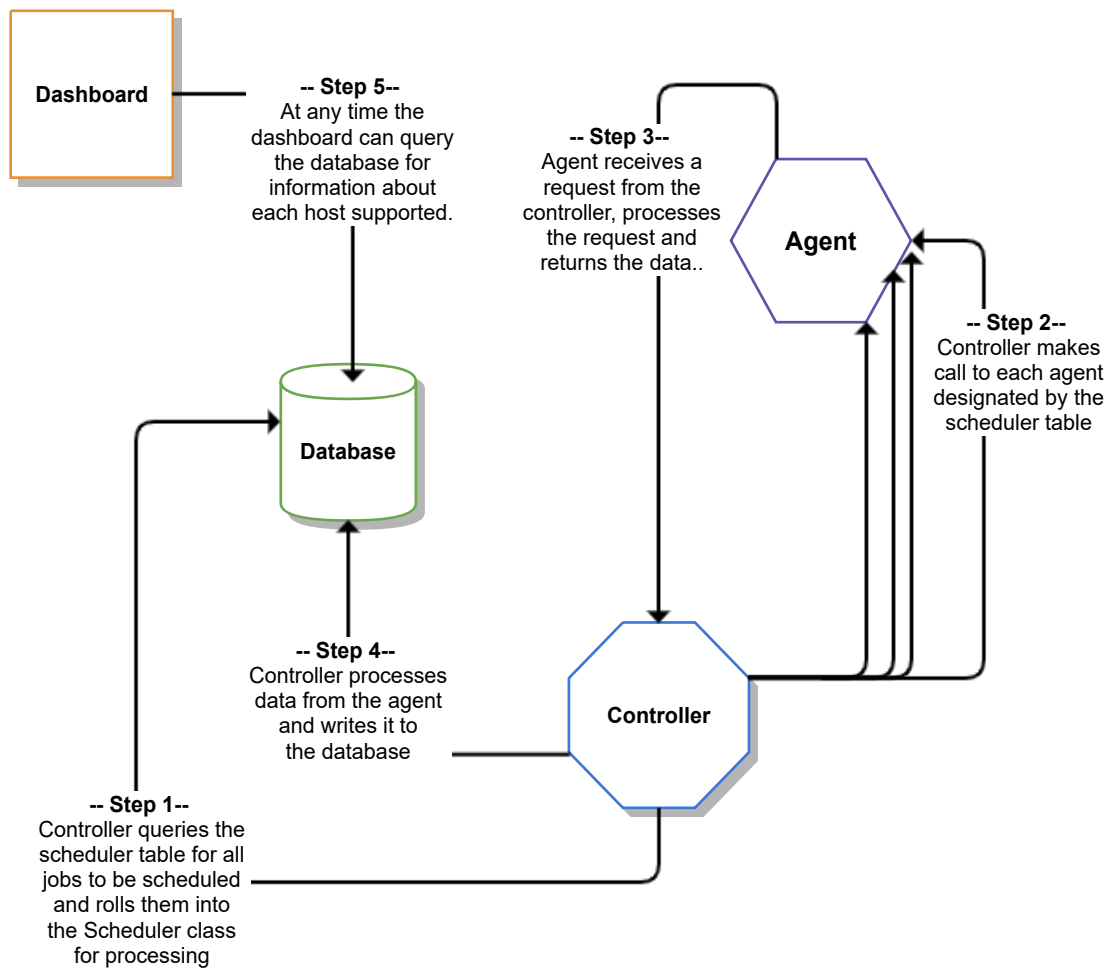 Dashboard
-- Step 5--
At any time the
dashboard can query
the database for
information about
each host supported.
-- Step 3--
Agent receives a
request from the
controller, processes
the request and
returns the data..
Agent
-- Step 2--
Controller makes
call to each agent
designated by the
scheduler table
Database
-- Step 4--
Controller processes
data from the agent
and writes it to
the database
Controller
-- Step 1--
Controller queries the
scheduler table for all
jobs to be scheduled
and rolls them into
the Scheduler class
for processing